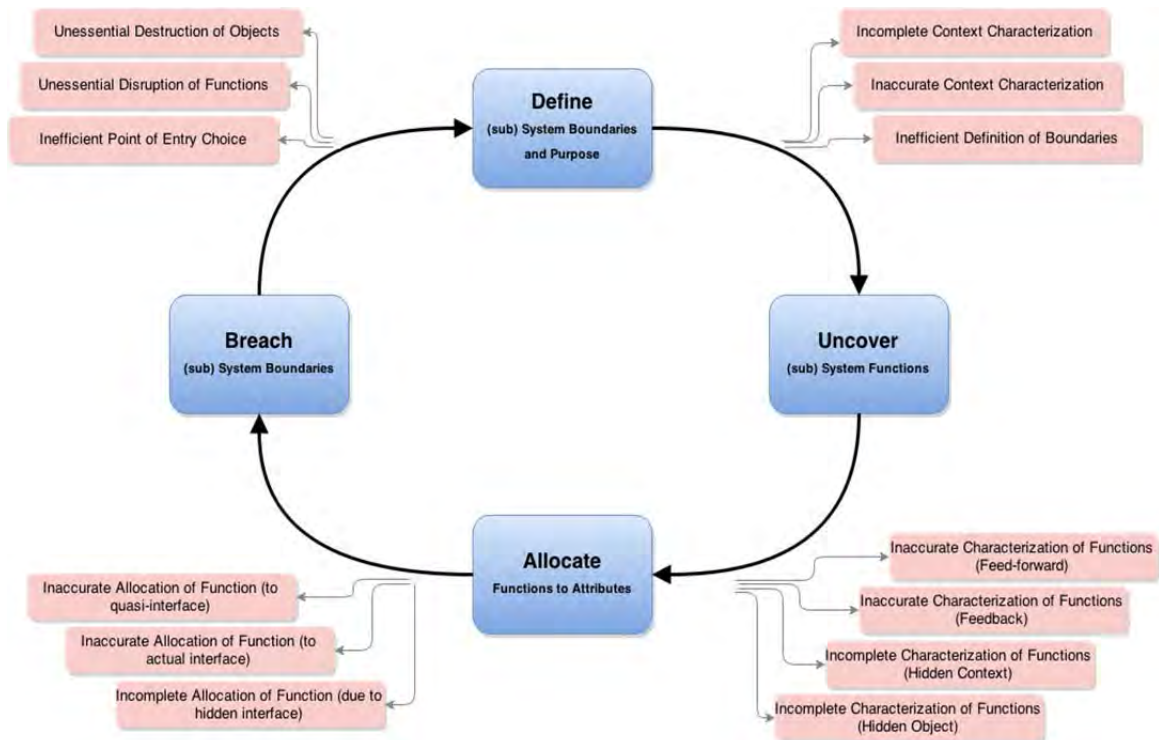 Unessential Destruction of Objects
Unessential Disruption of Functions
Inefficient Point of Entry Choice
Define
(sub) System Boundaries
and Purpose
Incomplete Context Characterization
Inaccurate Context Characterization
Inefficient Definition of Boundaries
Breach
(sub) System Boundaries
Uncover
(sub) System Functions
Allocate
Functions to Attributes
Inaccurate Characterization of Functions
(Feed-forward)
Inaccurate Characterization of Functions
(Feedback)
Incomplete Characterization of Functions
(Hidden Context)
Incomplete Characterization of Functions
(Hidden Object)
Inaccurate Allocation of Function (to
quasi-interface)
Inaccurate Allocation of Function (to
actual interface)
Incomplete Allocation of Function (due to
hidden interface)